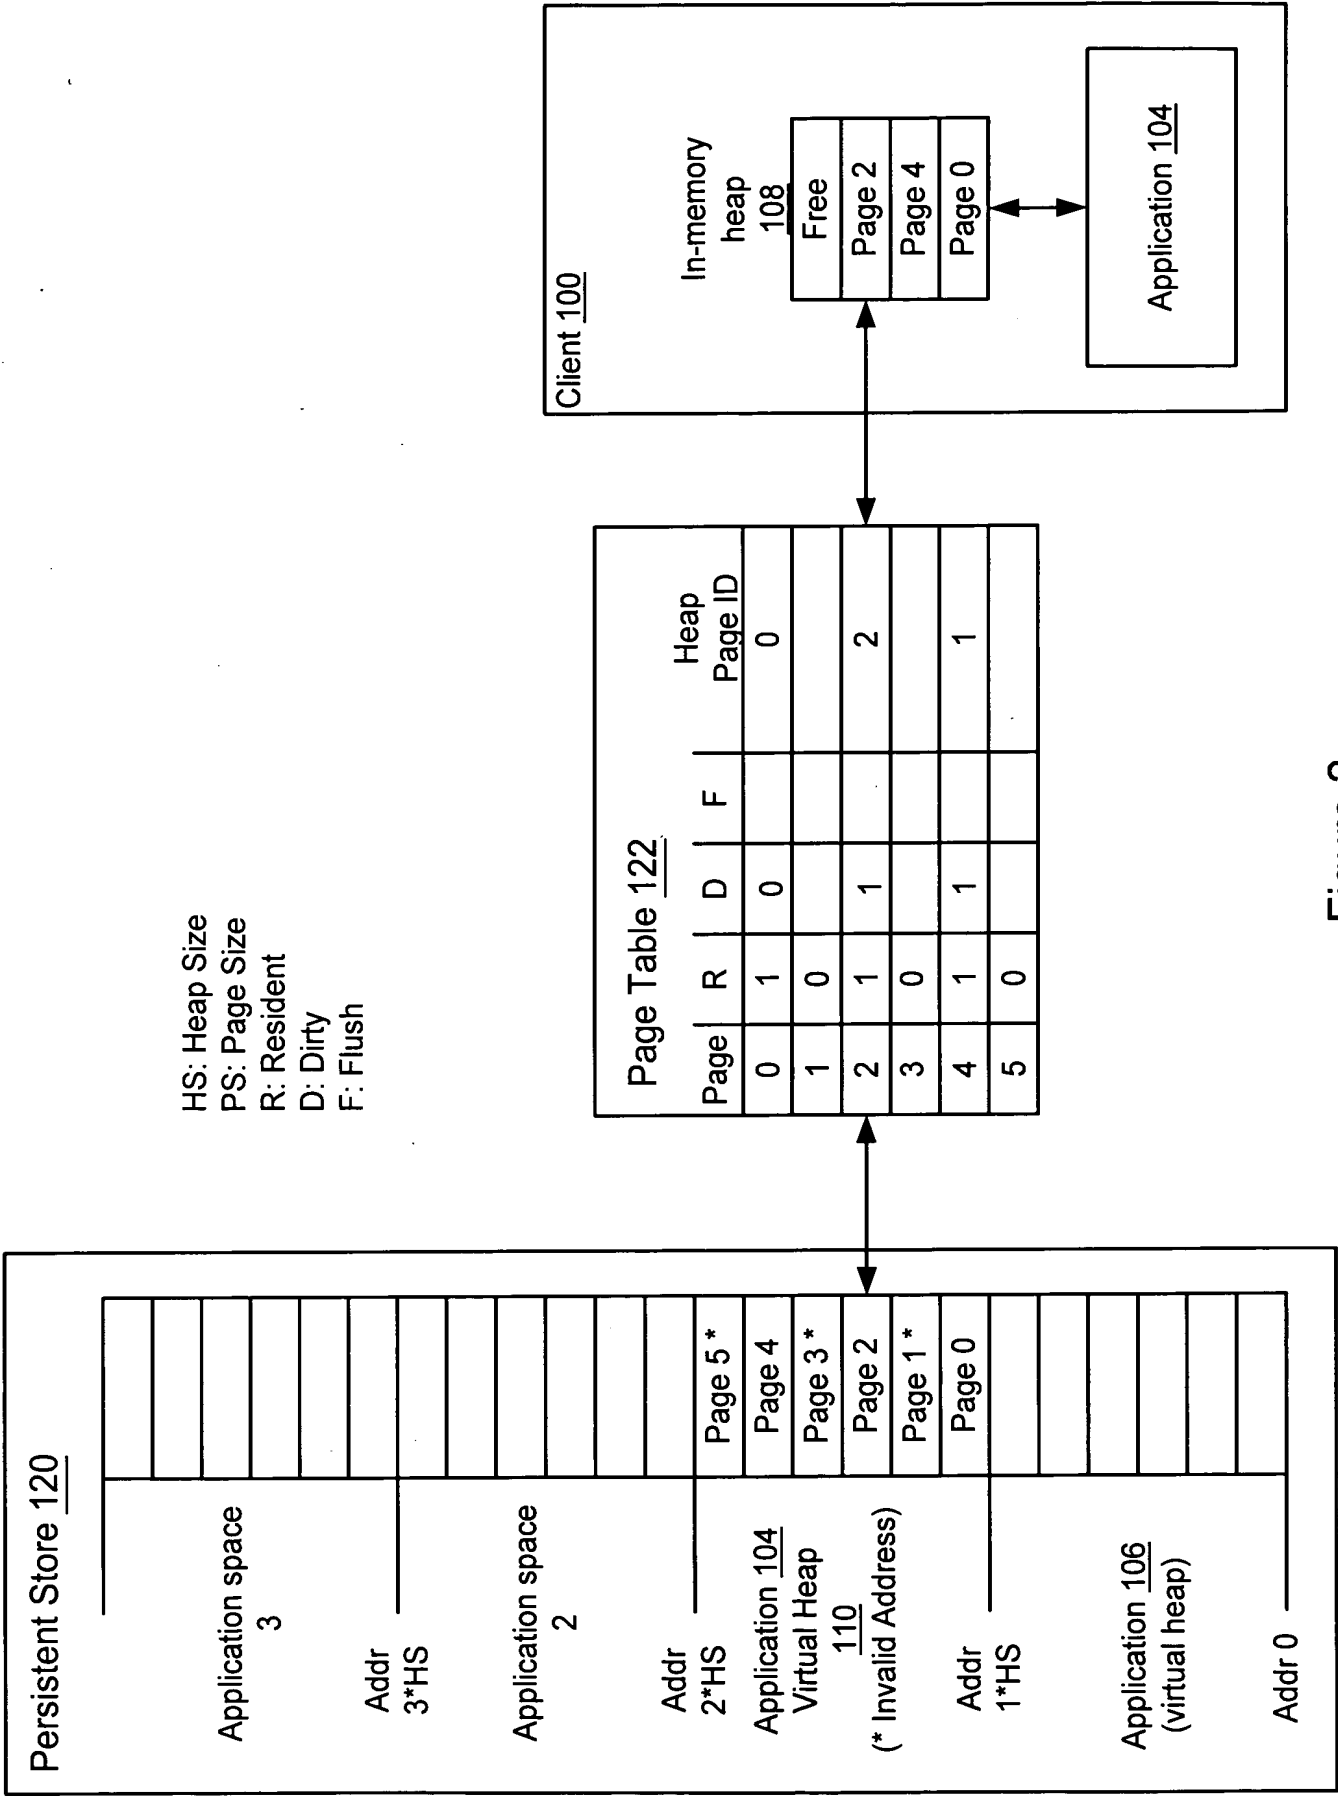 Persistent Store 120
Application space
3
Addr
3*HS
Application space
2
Addr
2*HS
Application 104
Virtual Heap
110
(* Invalid Address)
Addr
1*HS
Application 106
(virtual heap)
Addr 0
Page 5 *
Page 4
Page 3 *
Page 2
Page 1 *
Page 0
HS: Heap Size
PS: Page Size
R: Resident
D: Dirty
F: Flush
Page Table 122
Page R D F Heap Page ID
0 1 0 0
1 0
2 1 1 2
3 0
4 1 1 1
5 0
Client 100
In-memory
heap
108
Free
Page 2
Page 4
Page 0
Application 104
Figure